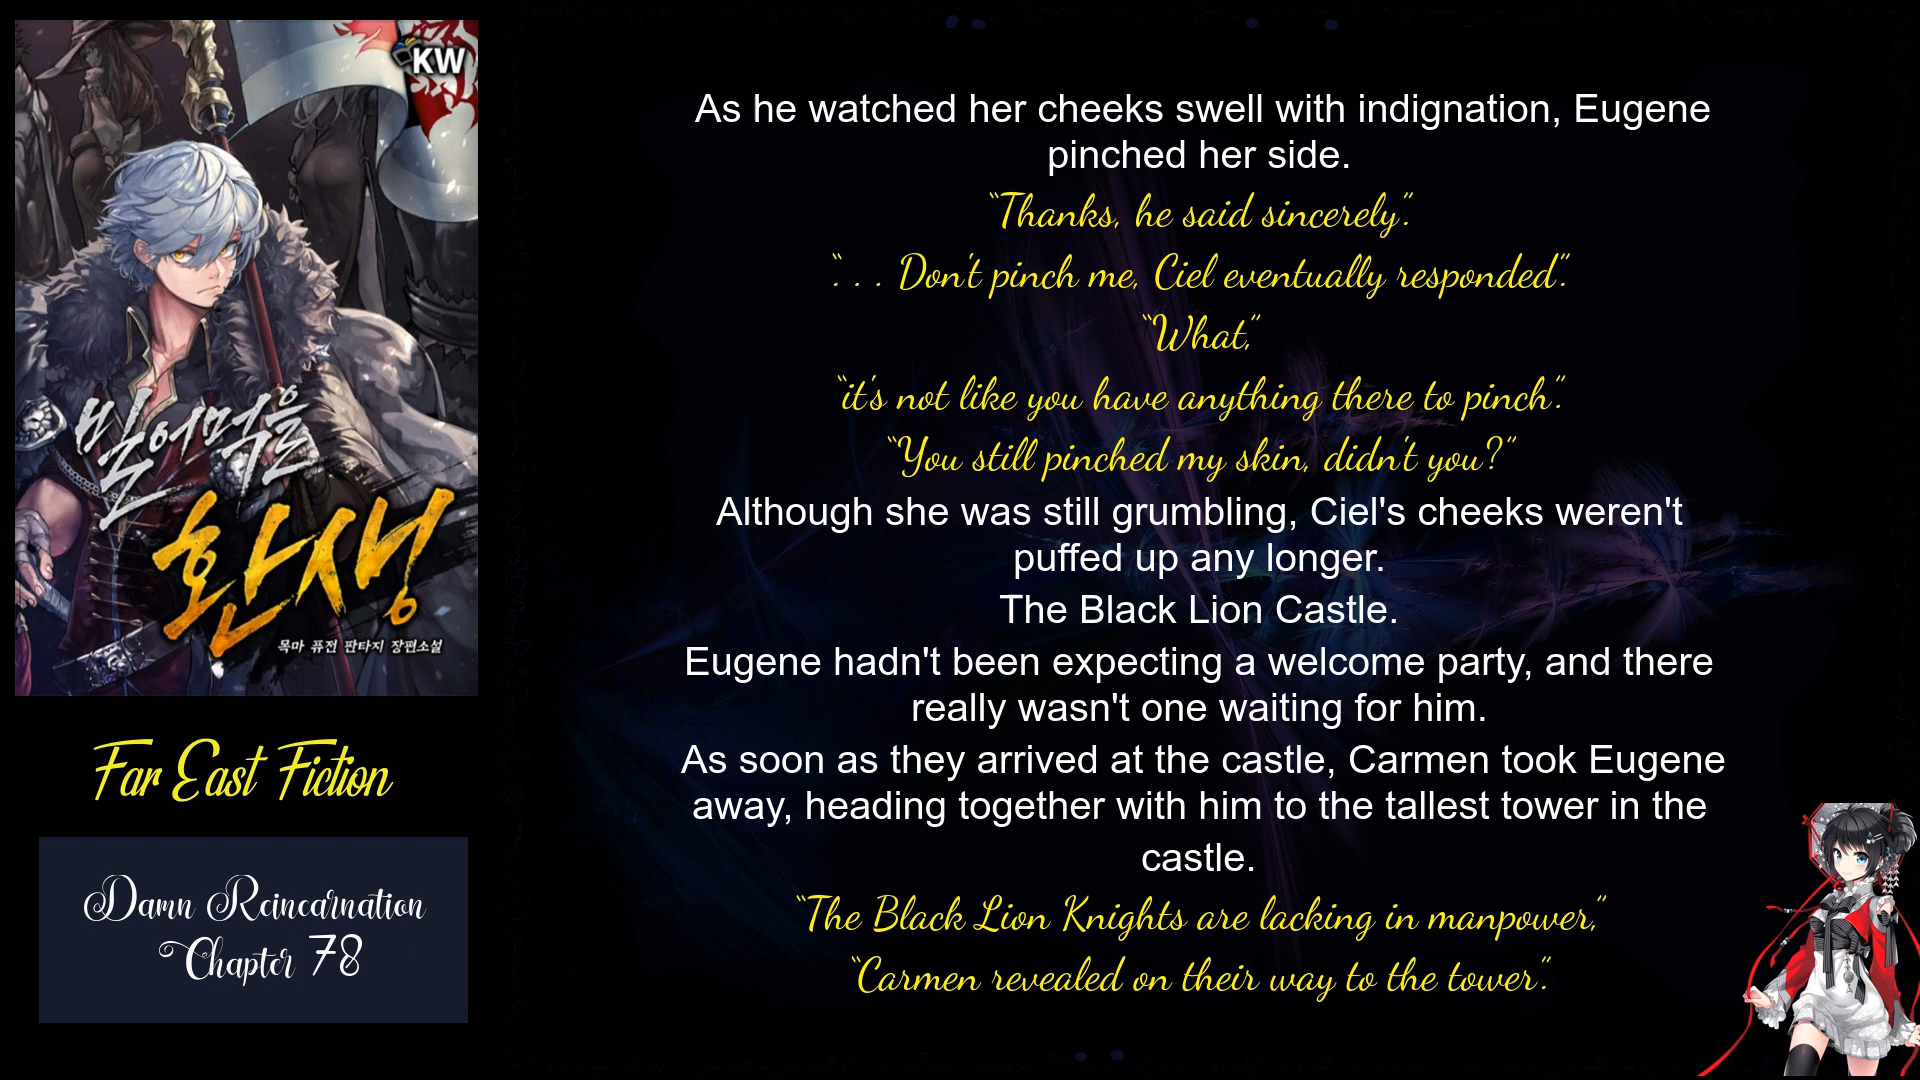 KW
빌어먹을
환생
목마 퓨전 판타지 장편소설
Far East Fiction
Damn Reincarnation
Chapter 78
As he watched her cheeks swell with indignation, Eugene
pinched her side.
“Thanks, he said sincerely.”
“. . . Don't pinch me, Ciel eventually responded.”
“What,”
“it's not like you have anything there to pinch.”
“You still pinched my skin, didn't you?”
Although she was still grumbling, Ciel's cheeks weren't
puffed up any longer.
The Black Lion Castle.
Eugene hadn't been expecting a welcome party, and there
really wasn't one waiting for him.
As soon as they arrived at the castle, Carmen took Eugene
away, heading together with him to the tallest tower in the
castle.
“The Black Lion Knights are lacking in manpower,”
“Carmen revealed on their way to the tower.”